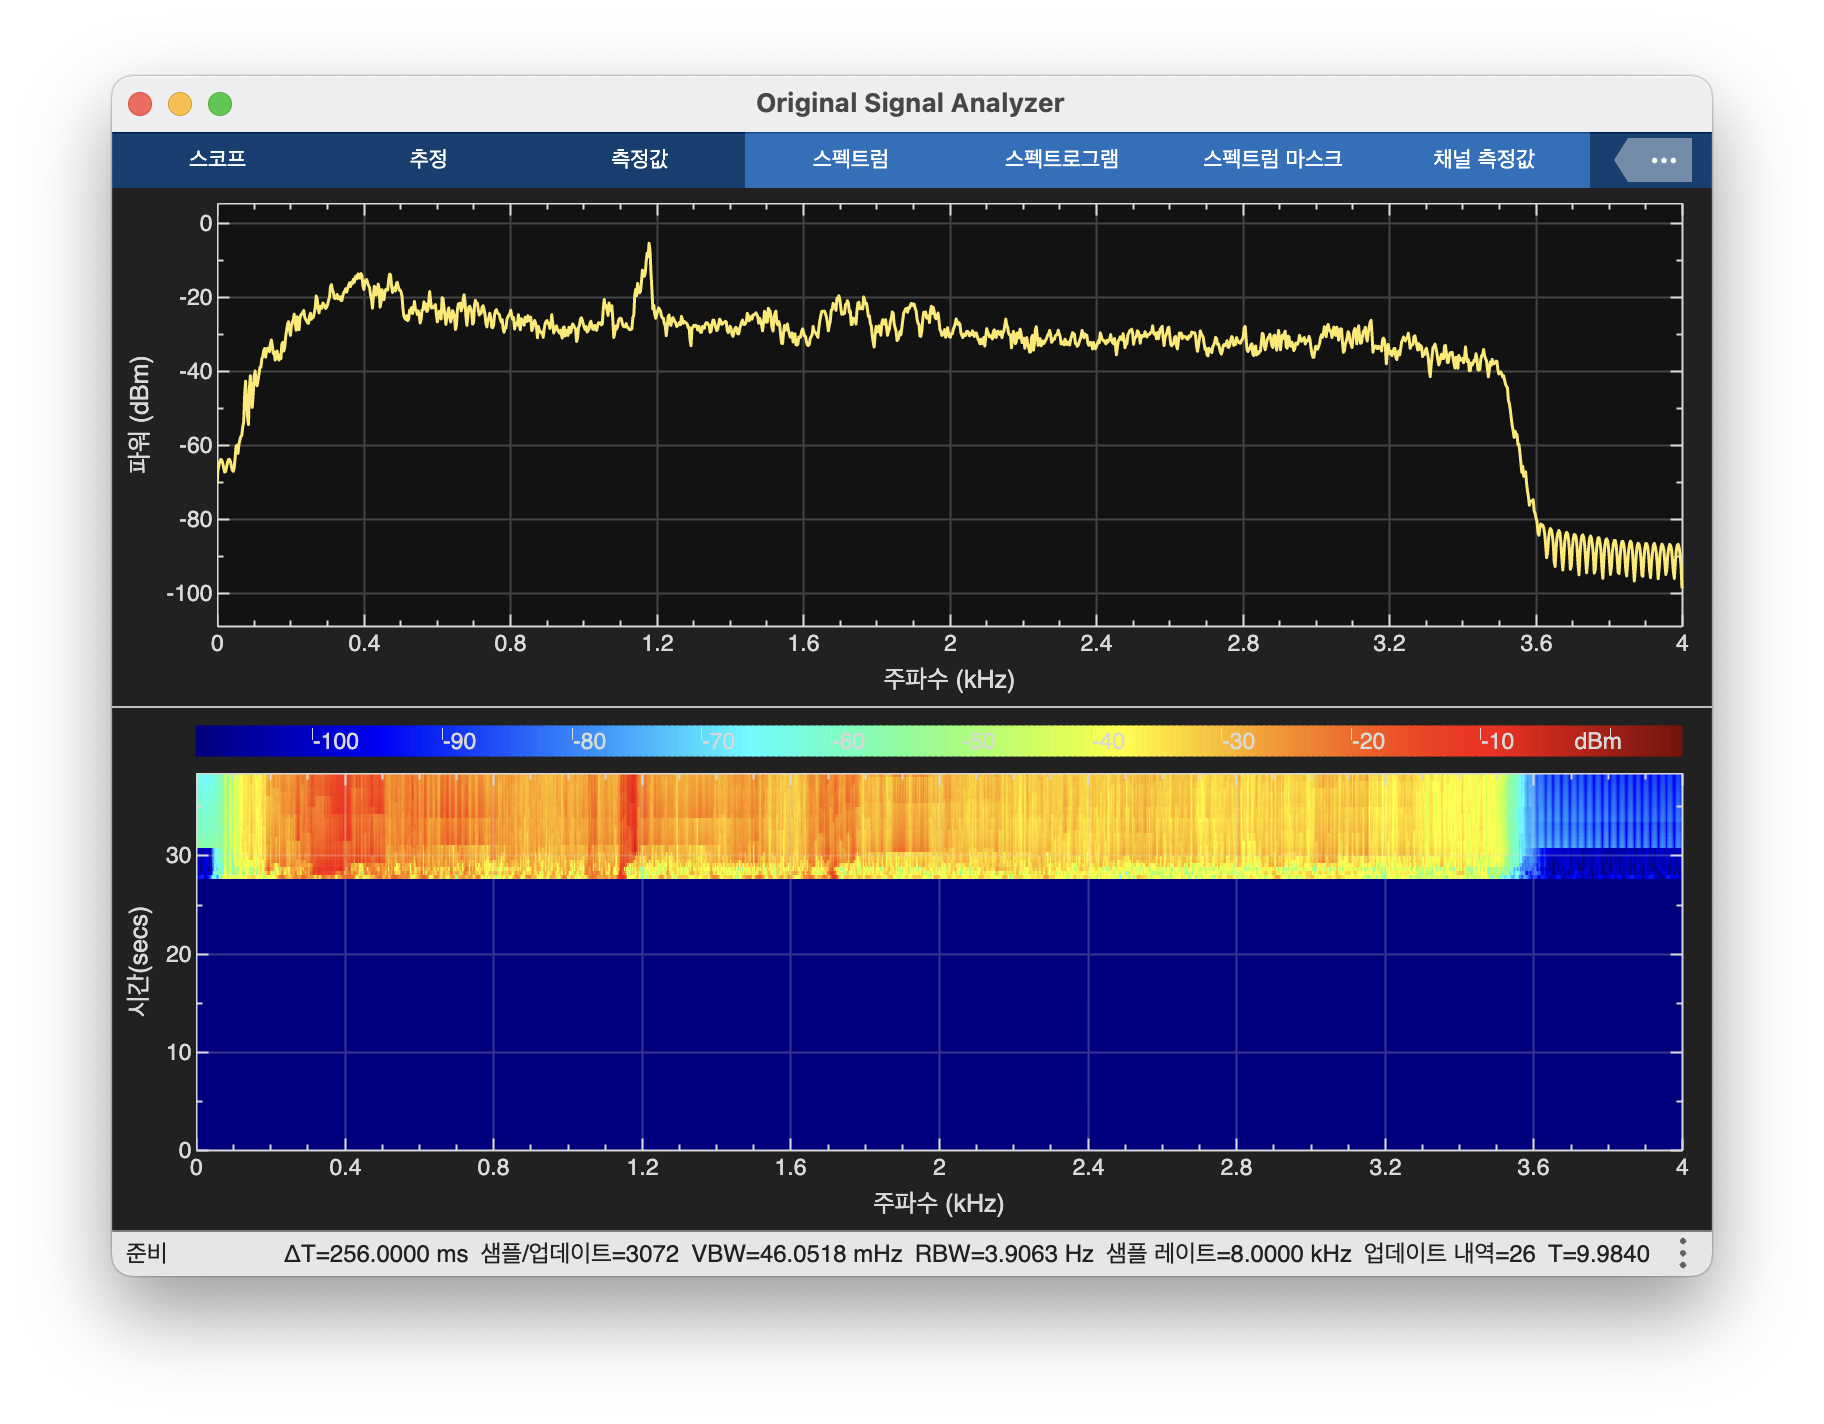 Original Signal Analyzer
스코프 추정 측정값 스펙트럼 스펙트로그램 스펙트럼 마스크 채널 측정값
0
-20
-40
-60
-80
-100
파워 (dBm)
0 0.4 0.8 1.2 1.6 2 2.4 2.8 3.2 3.6 4
주파수 (kHz)
-100 -90 -80 -70 -60 -50 -40 -30 -20 -10 dBm
30
20
10
0
시간(secs)
0 0.4 0.8 1.2 1.6 2 2.4 2.8 3.2 3.6 4
주파수 (kHz)
준비 ΔT=256.0000 ms 샘플/업데이트=3072 VBW=46.0518 mHz RBW=3.9063 Hz 샘플 레이트=8.0000 kHz 업데이트 내역=26 T=9.9840